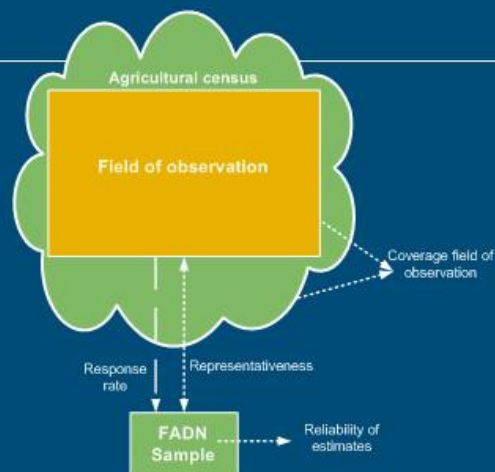 Agricultural census
Field of observation
Coverage field of
observation
Response
rate
Representativeness
FADN
Sample
Reliability of
estimates